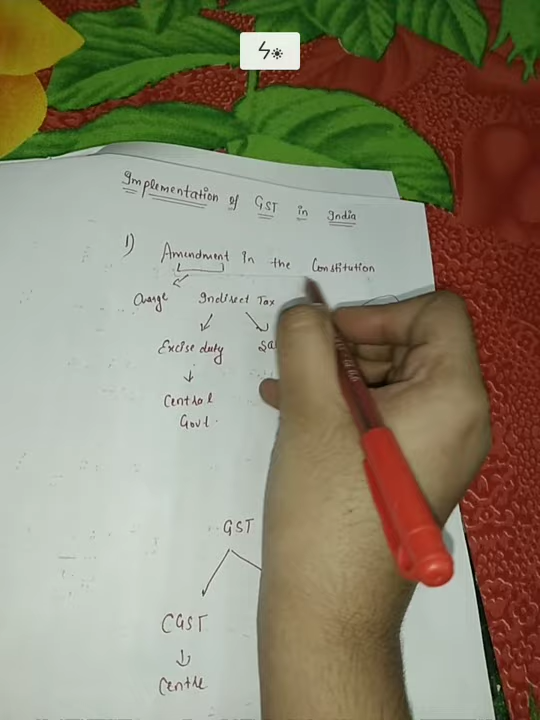 Implementation of GST in India
1) Amendment in the Constitution
Indirect Tax
Excise duty
↓
Central
Govt.
GST
CGST
↓
Centre